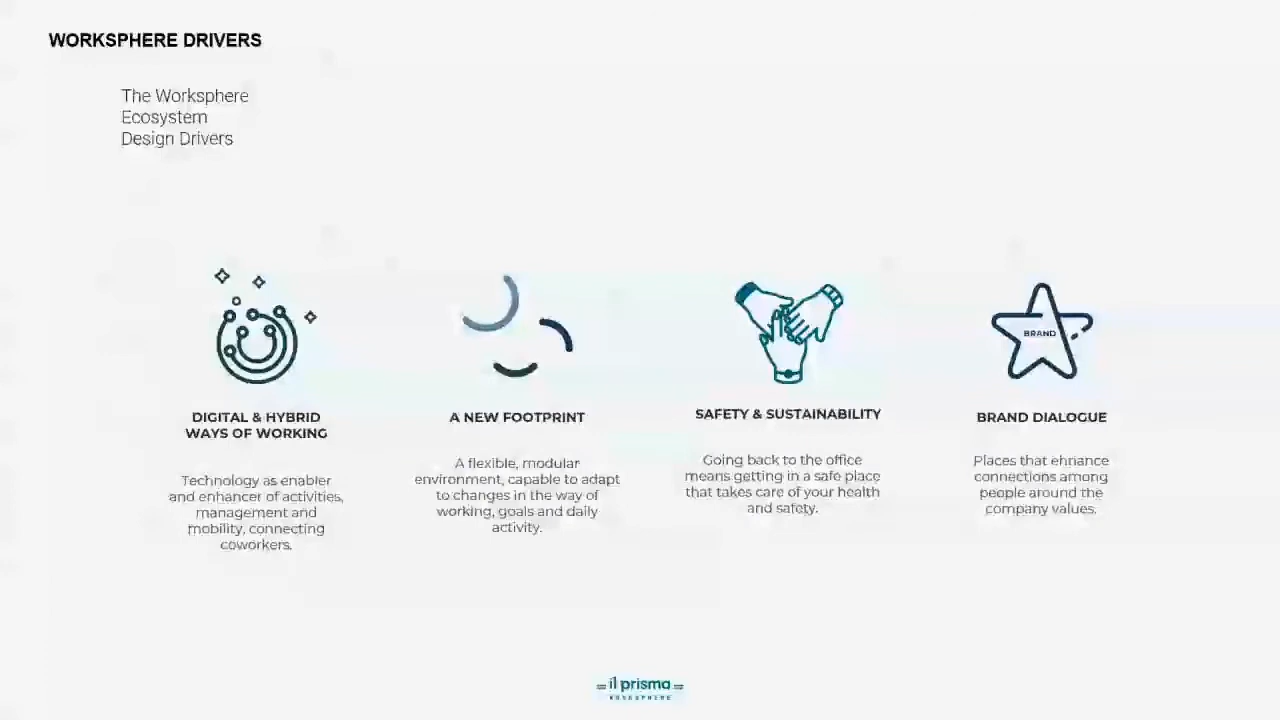 WORKSPHERE DRIVERS
The Worksphere
Ecosystem
Design Drivers
DIGITAL & HYBRID
WAYS OF WORKING
Technology as enabler
and enhancer of activities,
management and
mobility, connecting
coworkers.
A NEW FOOTPRINT
A flexible, modular
environment, capable to adapt
to changes in the way of
working, goals and daily
activity.
SAFETY & SUSTAINABILITY
Going back to the office
means getting in a safe place
that takes care of your health
and safety.
BRAND
BRAND DIALOGUE
Places that enhance
connections among
people around the
company values.
il prisma
WORKSPHERE